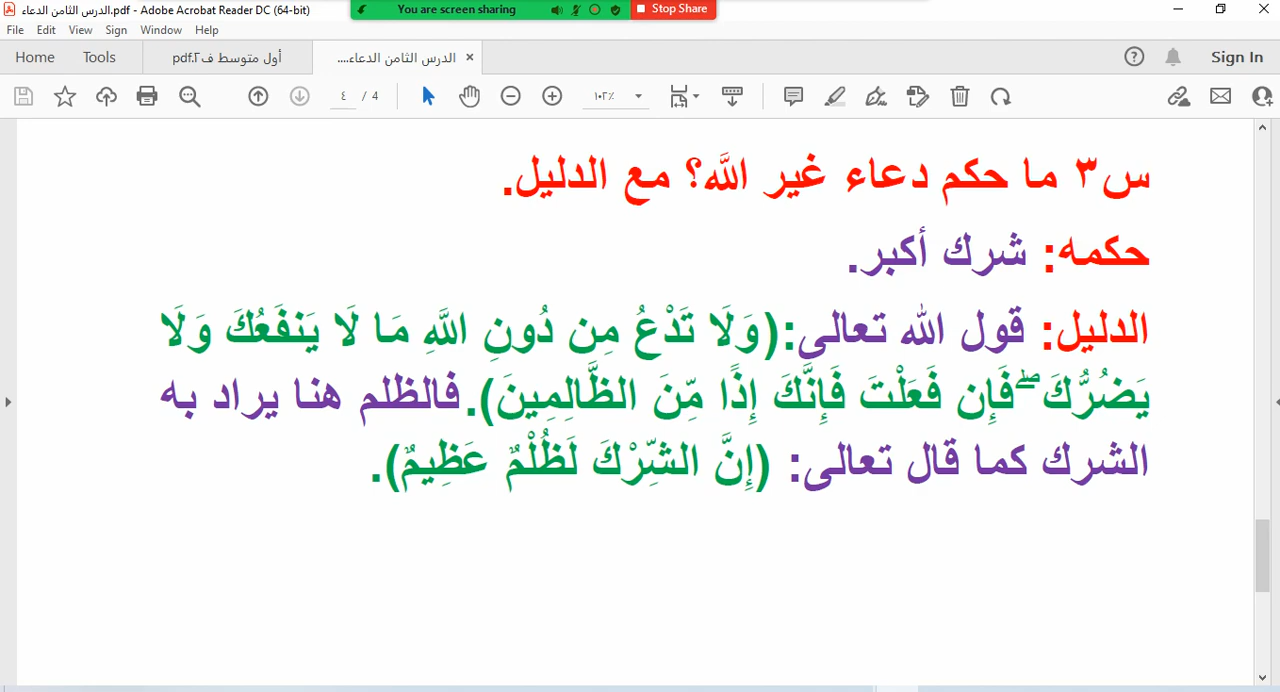 الدرس الثامن الدعاء.pdf - Adobe Acrobat Reader DC (64-bit)
You are screen sharing
Stop Share
File Edit View Sign Window Help
Home Tools
أول متوسط ف٢.pdf
الدرس الثامن الدعاء....
Sign In
٤ / 4
١٠٢٪
س٣ ما حكم دعاء غير الله؟ مع الدليل.
حكمه: شرك أكبر.
الدليل: قول الله تعالى:(وَلَا تَدْعُ مِن دُونِ اللَّهِ مَا لَا يَنفَعُكَ وَلَا
يَضُرُّكَ ۖ فَإِن فَعَلْتَ فَإِنَّكَ إِذًا مِّنَ الظَّالِمِينَ). فالظلم هنا يراد به
الشرك كما قال تعالى: (إِنَّ الشِّرْكَ لَظُلْمٌ عَظِيمٌ).